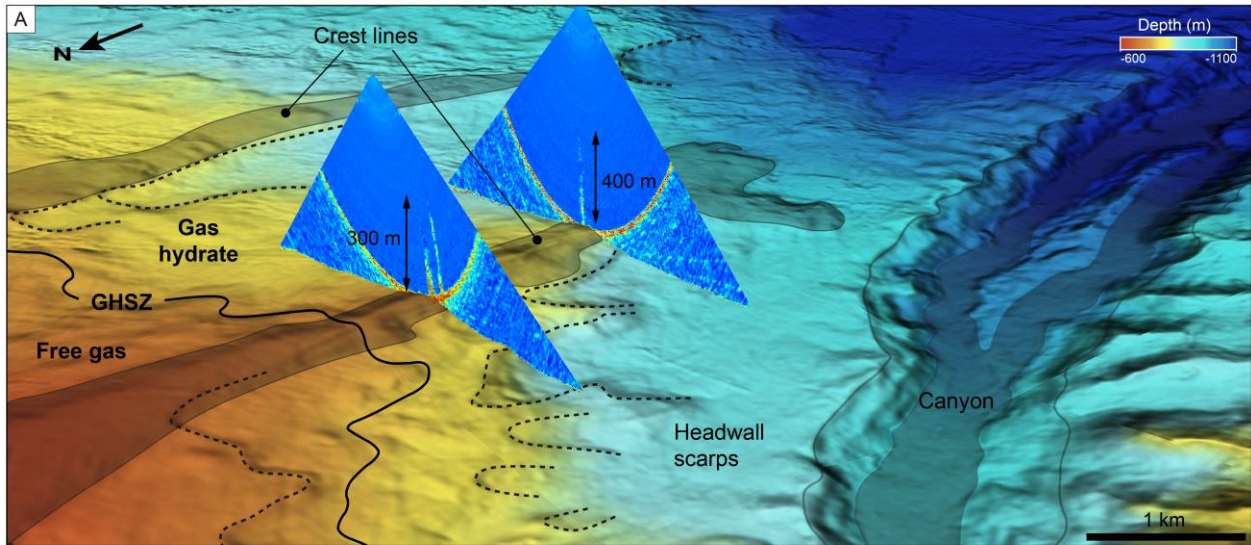 A
N
Crest lines
Depth (m)
-600 -1100
400 m
300 m
Gas
hydrate
GHSZ
Free gas
Canyon
Headwall
scarps
1 km